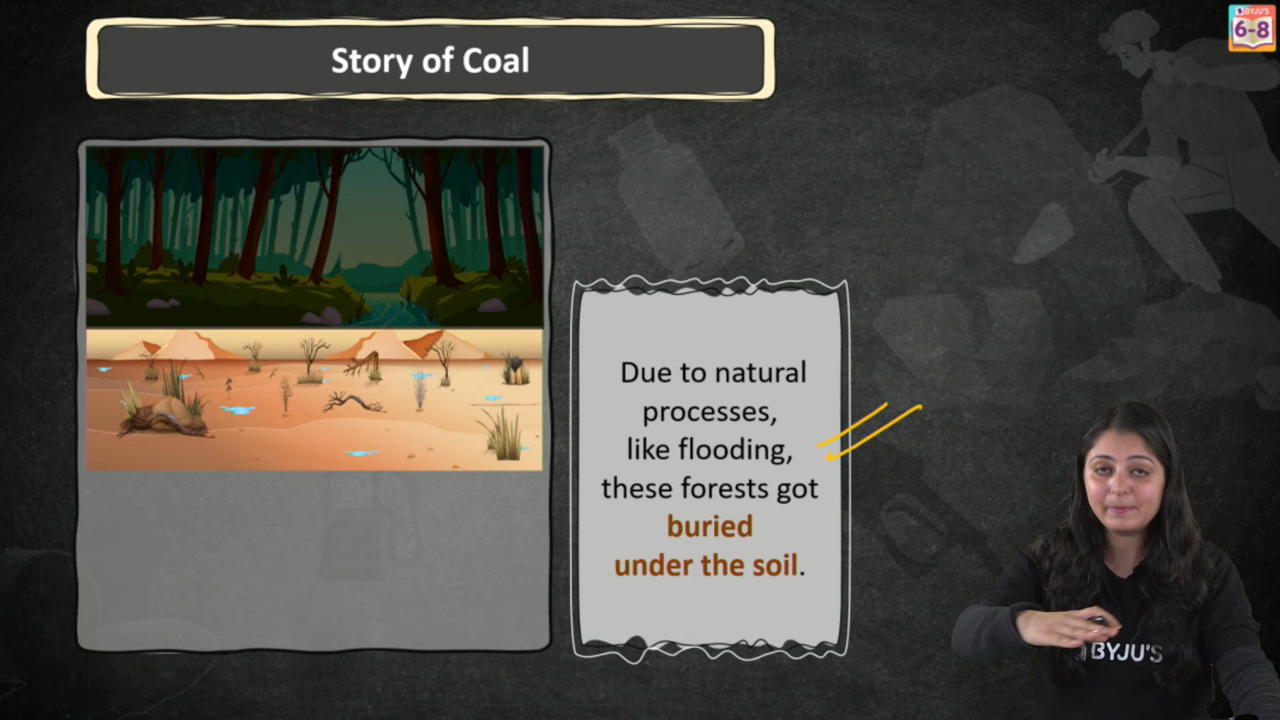 Story of Coal
BYJU'S
6-8
Due to natural
processes,
like flooding,
these forests got
buried
under the soil.
BYJU'S